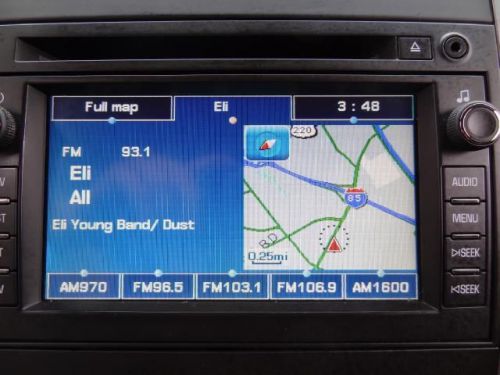 Full map
Eli
3 : 48
FM 93.1
Eli
All
Eli Young Band/ Dust
220
85
B.D
0.25mi
AM970
FM96.5
FM103.1
FM106.9
AM1600
AUDIO
MENU
SEEK
SEEK